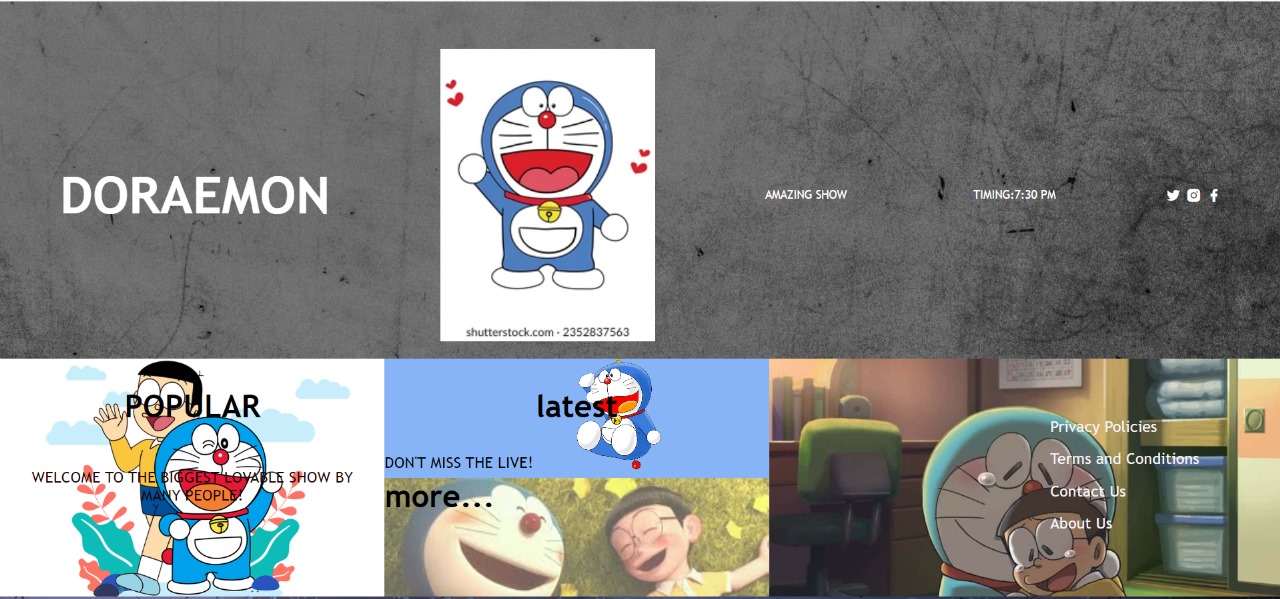 DORAEMON
shutterstock.com · 2352837563
AMAZING SHOW
TIMING:7:30 PM
POPULAR
WELCOME TO THE BIGGEST LOVABLE SHOW BY
MANY PEOPLE!
latest
DON'T MISS THE LIVE!
more...
Privacy Policies
Terms and Conditions
Contact Us
About Us